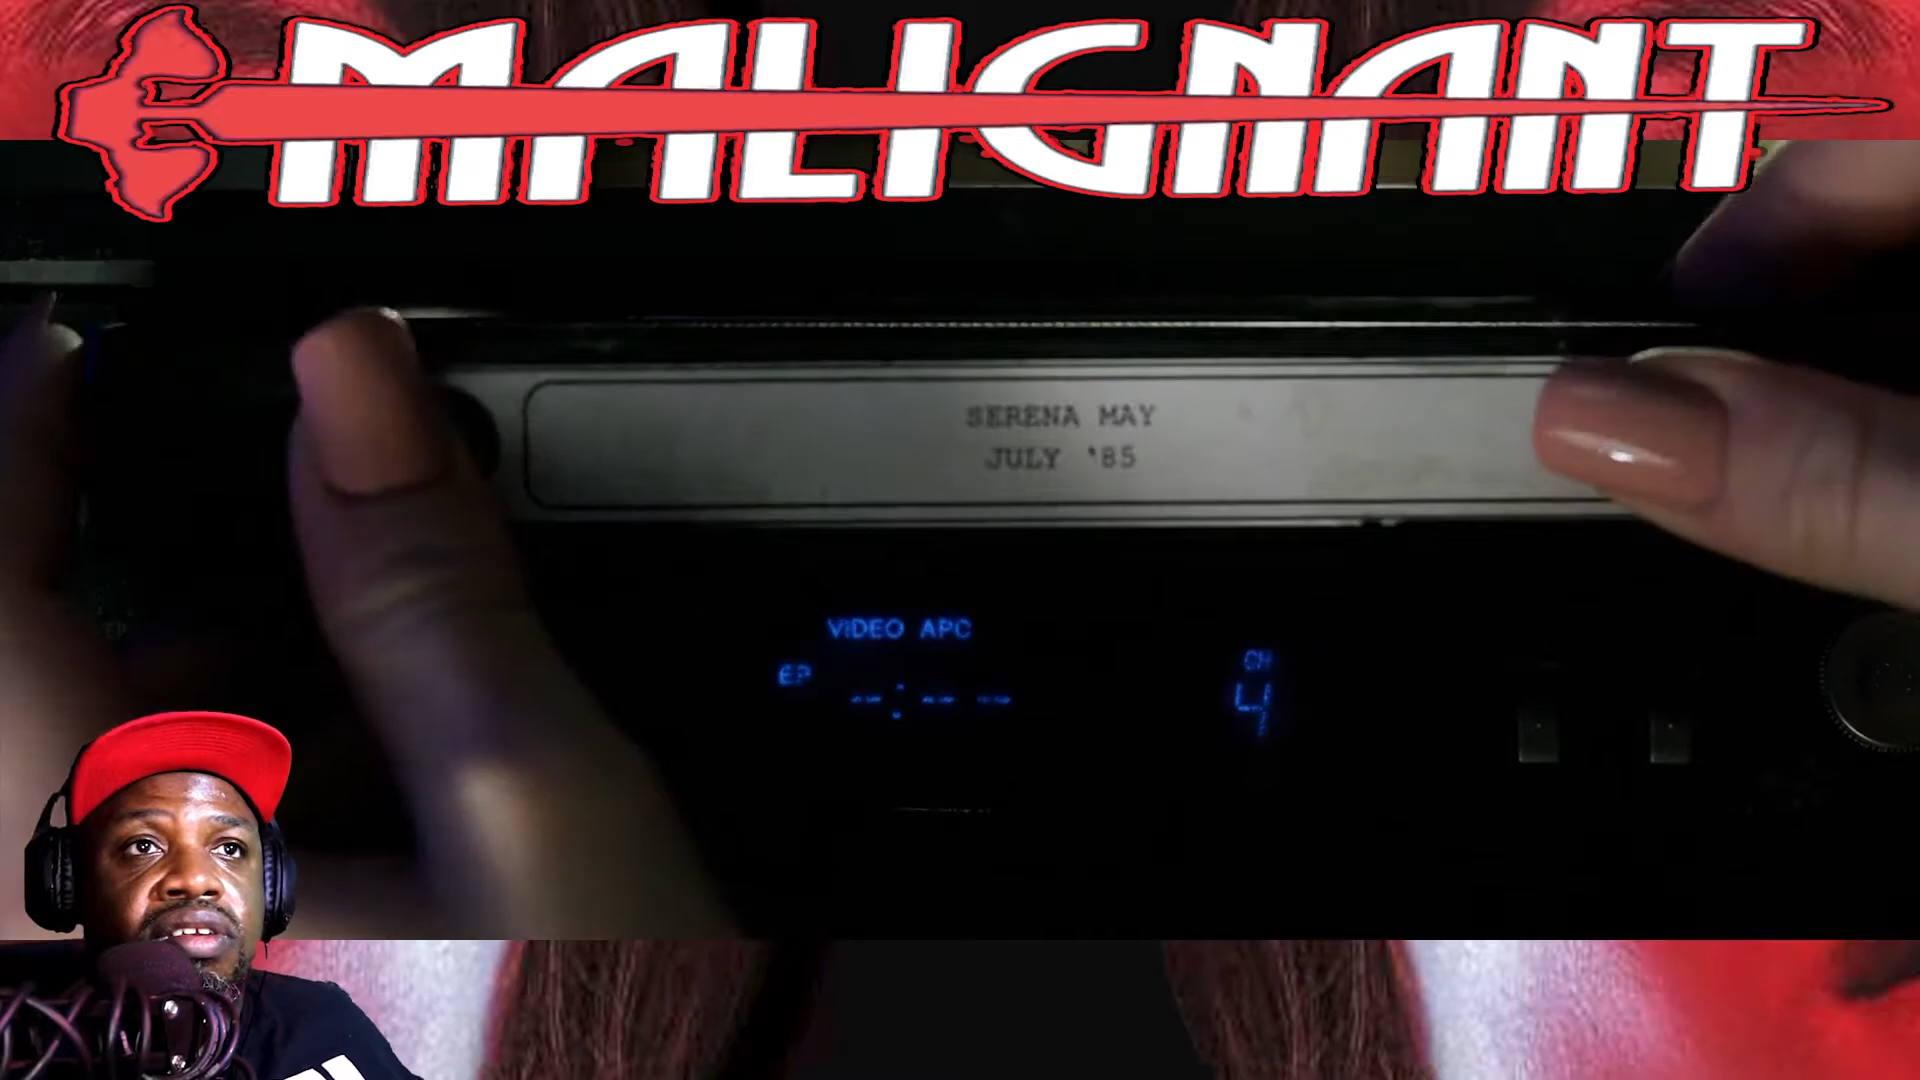 MALIGNANT
SERENA MAY
JULY '85
VIDEO APC
EP
CH
--:-- --
4